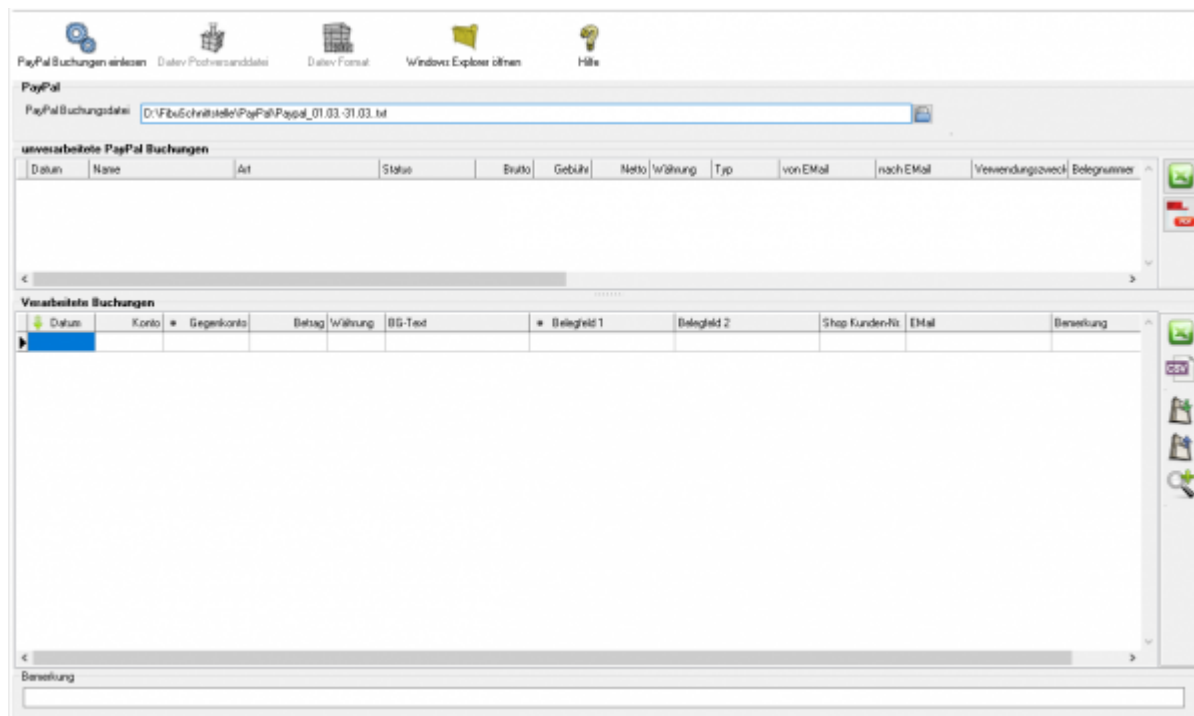 PayPal Buchungen einlesen Datev Postversanddatei Datev Format Windows Explorer öffnen Hilfe
PayPal
PayPal Buchungsdatei D:\FibuSchnittstelle\PayPal\Paypal_01.03.-31.03..txt
unverarbeitete PayPal Buchungen
Datum Name Art Status Brutto Gebühr Netto Währung Typ von EMail nach EMail Verwendungszweck Belegnummer
PDF
Verarbeitete Buchungen
Datum Konto * Gegenkonto Betrag Währung BG-Text * Belegfeld 1 Belegfeld 2 Shop Kunden-Nr. EMail Bemerkung
CSV
Bemerkung